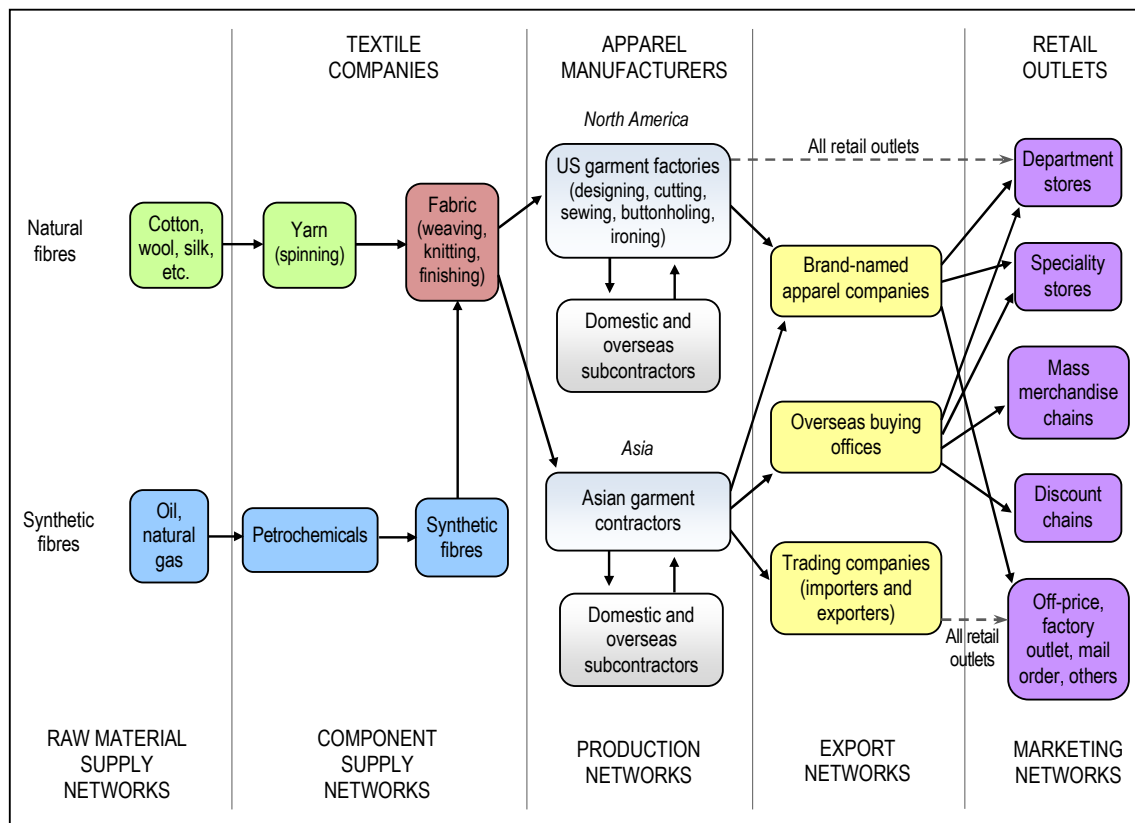 TEXTILE
COMPANIES
APPAREL
MANUFACTURERS
RETAIL
OUTLETS
North America
All retail outlets
Natural
fibres
Cotton,
wool, silk,
etc.
Yarn
(spinning)
Fabric
(weaving,
knitting,
finishing)
US garment factories
(designing, cutting,
sewing, buttonholing,
ironing)
Domestic and
overseas
subcontractors
Brand-named
apparel companies
Department
stores
Speciality
stores
Mass
merchandise
chains
Overseas buying
offices
Asia
Synthetic
fibres
Oil,
natural
gas
Petrochemicals
Synthetic
fibres
Asian garment
contractors
Domestic and
overseas
subcontractors
Trading companies
(importers and
exporters)
All retail
outlets
Discount
chains
Off-price,
factory
outlet, mail
order, others
RAW MATERIAL
SUPPLY
NETWORKS
COMPONENT
SUPPLY
NETWORKS
PRODUCTION
NETWORKS
EXPORT
NETWORKS
MARKETING
NETWORKS